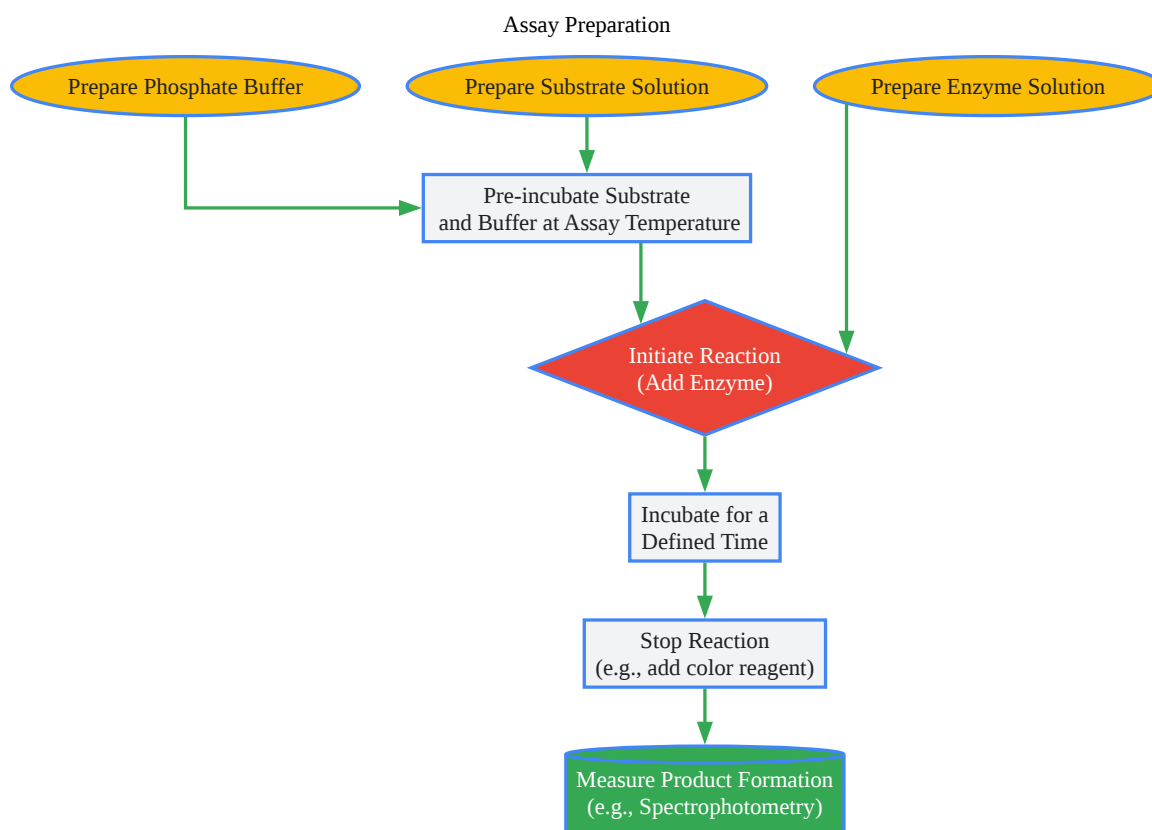 Assay Preparation
Prepare Phosphate Buffer
Prepare Substrate Solution
Prepare Enzyme Solution
Pre-incubate Substrate
and Buffer at Assay Temperature
Initiate Reaction
(Add Enzyme)
Incubate for a
Defined Time
Stop Reaction
(e.g., add color reagent)
Measure Product Formation
(e.g., Spectrophotometry)